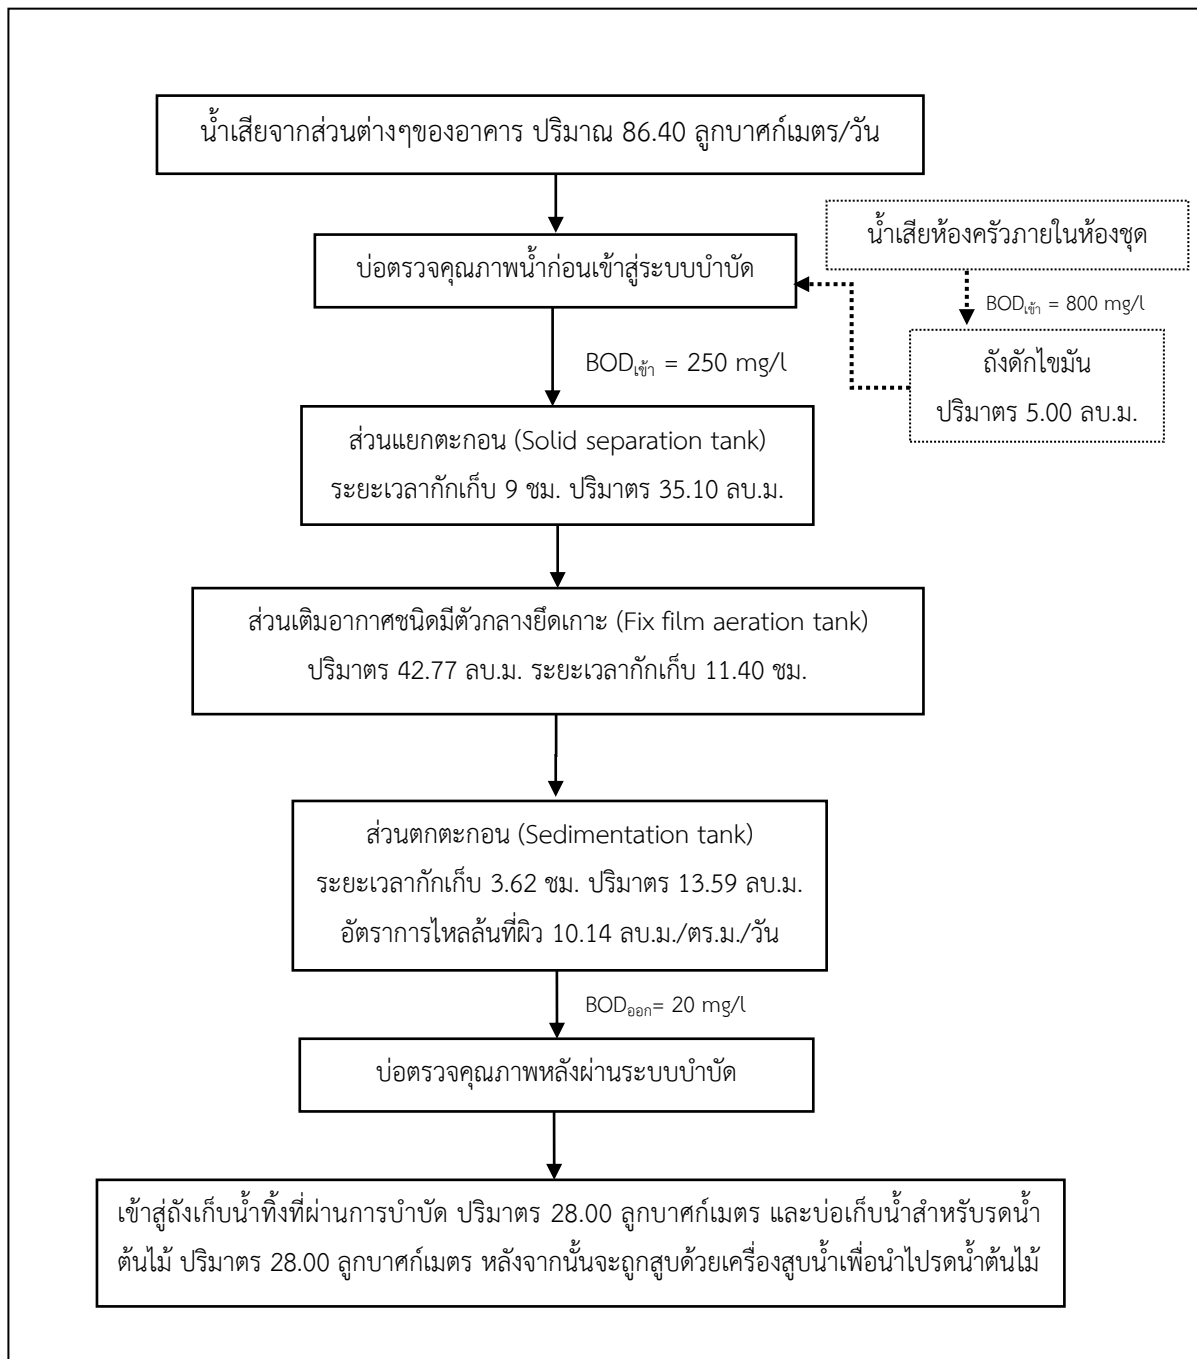 น้ำเสียจากส่วนต่างๆของอาคาร ปริมาณ 86.40 ลูกบาศก์เมตร/วัน
น้ำเสียห้องครัวภายในห้องชุด
บ่อตรวจคุณภาพน้ำก่อนเข้าสู่ระบบบำบัด
BODเข้า = 800 mg/l
ถังดักไขมัน
ปริมาตร 5.00 ลบ.ม.
BODเข้า = 250 mg/l
ส่วนแยกตะกอน (Solid separation tank)
ระยะเวลากักเก็บ 9 ชม. ปริมาตร 35.10 ลบ.ม.
ส่วนเติมอากาศชนิดมีตัวกลางยึดเกาะ (Fix film aeration tank)
ปริมาตร 42.77 ลบ.ม. ระยะเวลากักเก็บ 11.40 ชม.
ส่วนตกตะกอน (Sedimentation tank)
ระยะเวลากักเก็บ 3.62 ชม. ปริมาตร 13.59 ลบ.ม.
อัตราการไหลล้นที่ผิว 10.14 ลบ.ม./ตร.ม./วัน
BODออก= 20 mg/l
บ่อตรวจคุณภาพหลังผ่านระบบบำบัด
เข้าสู่ถังเก็บน้ำทิ้งที่ผ่านการบำบัด ปริมาตร 28.00 ลูกบาศก์เมตร และบ่อเก็บน้ำสำหรับรดน้ำ
ต้นไม้ ปริมาตร 28.00 ลูกบาศก์เมตร หลังจากนั้นจะถูกสูบด้วยเครื่องสูบน้ำเพื่อนำไปรดน้ำต้นไม้